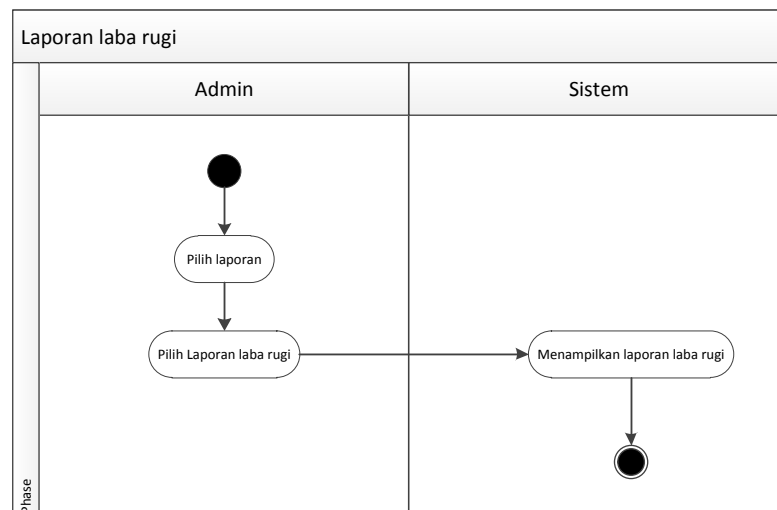 Laporan laba rugi
Admin
Sistem
Pilih laporan
Pilih Laporan laba rugi
Menampilkan laporan laba rugi
Phase